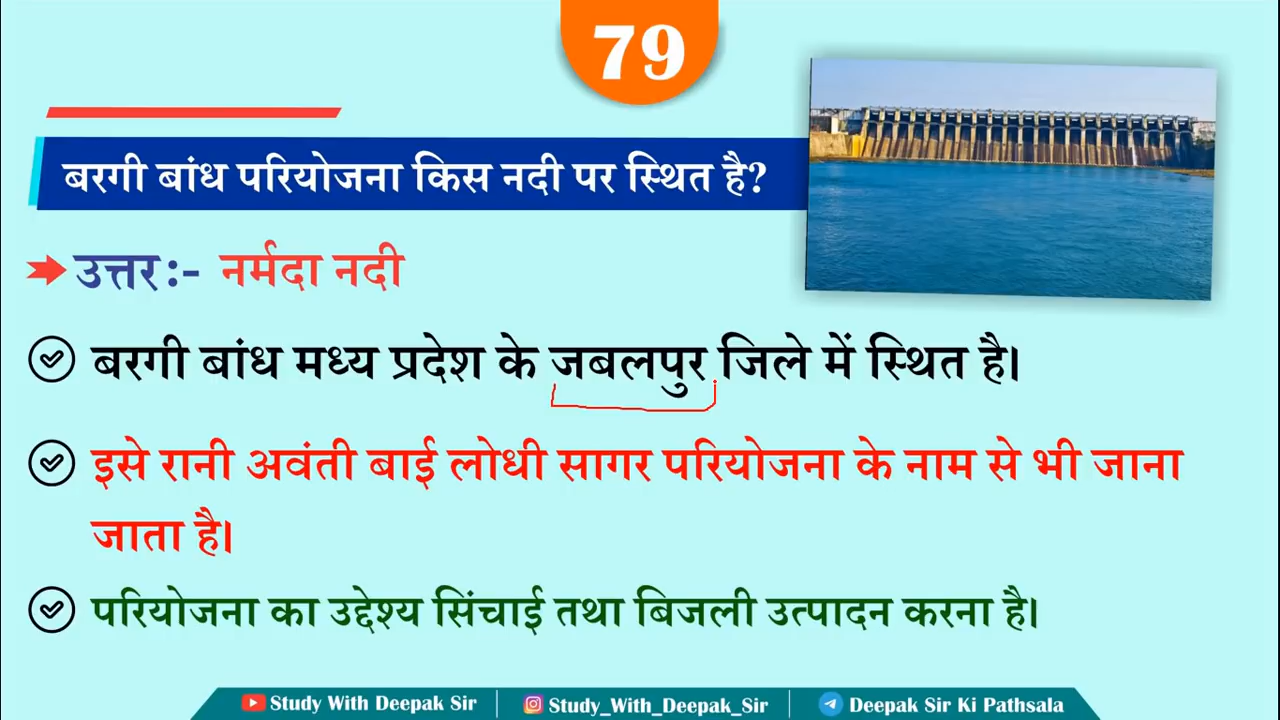 79
बरगी बांध परियोजना किस नदी पर स्थित है?
उत्तर:- नर्मदा नदी
बरगी बांध मध्य प्रदेश के जबलपुर जिले में स्थित है।
इसे रानी अवंती बाई लोधी सागर परियोजना के नाम से भी जाना
जाता है।
परियोजना का उद्देश्य सिंचाई तथा बिजली उत्पादन करना है।
Study With Deepak Sir
Study_With_Deepak_Sir
Deepak Sir Ki Pathsala